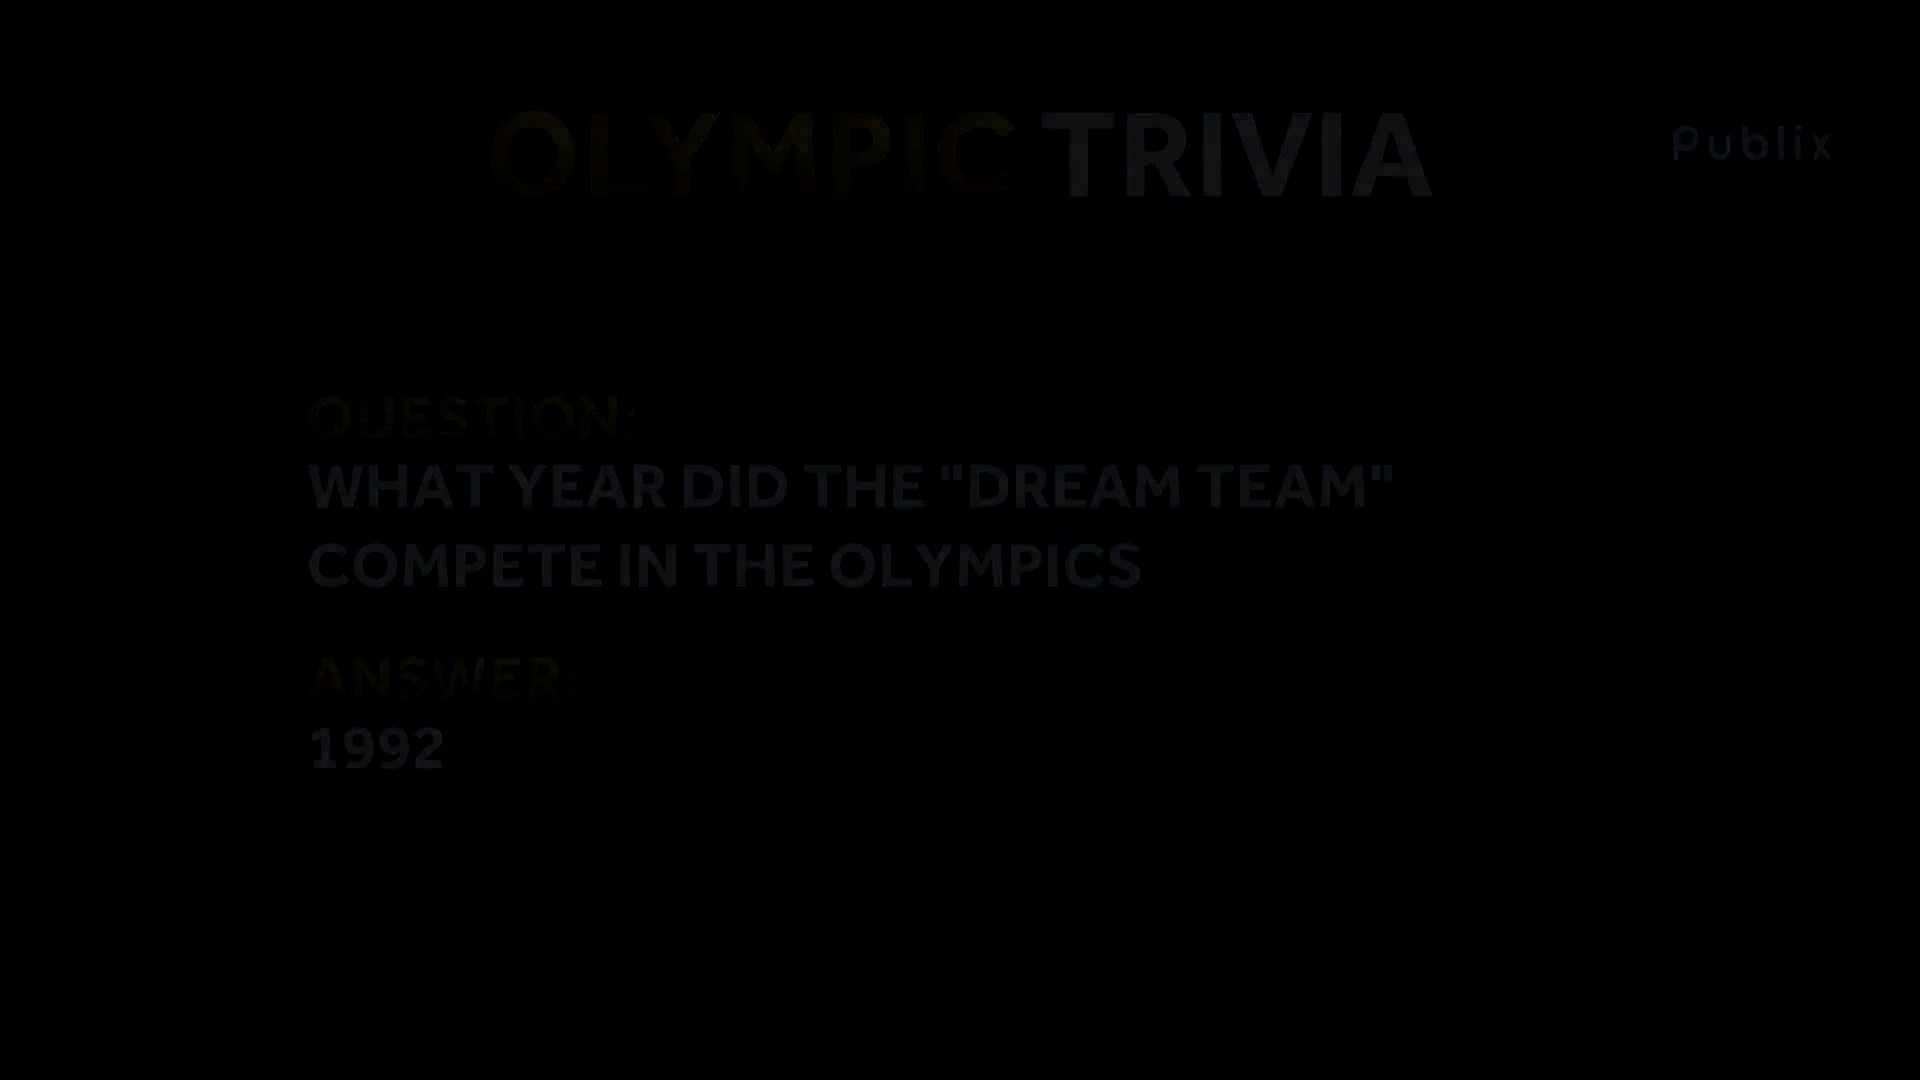 OLYMPIC TRIVIA
Publix
QUESTION:
WHAT YEAR DID THE "DREAM TEAM"
COMPETE IN THE OLYMPICS
ANSWER:
1992